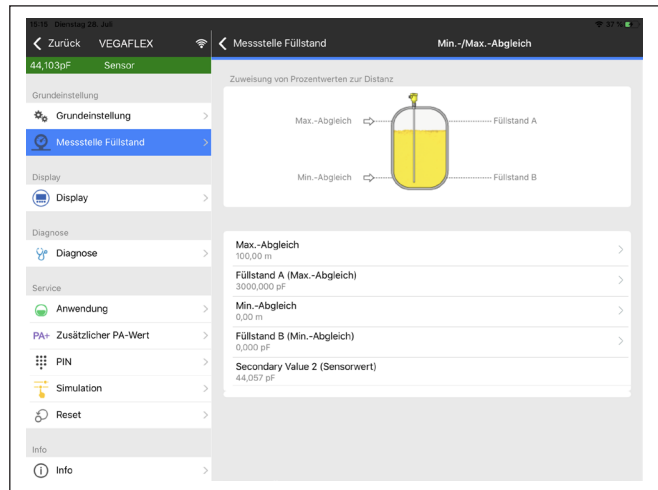 15:15 Dienstag 28. Juli
37 %
Zurück VEGAFLEX
Messstelle Füllstand
Min.-/Max.-Abgleich
44,103pF Sensor
Grundeinstellung
Grundeinstellung
Messstelle Füllstand
Display
Display
Diagnose
Diagnose
Service
Anwendung
PA+ Zusätzlicher PA-Wert
PIN
Simulation
Reset
Info
Info
Zuweisung von Prozentwerten zur Distanz
Max.-Abgleich
Füllstand A
Min.-Abgleich
Füllstand B
Max.-Abgleich
100,00 m
Füllstand A (Max.-Abgleich)
3000,000 pF
Min.-Abgleich
0,00 m
Füllstand B (Min.-Abgleich)
0,000 pF
Secondary Value 2 (Sensorwert)
44,057 pF